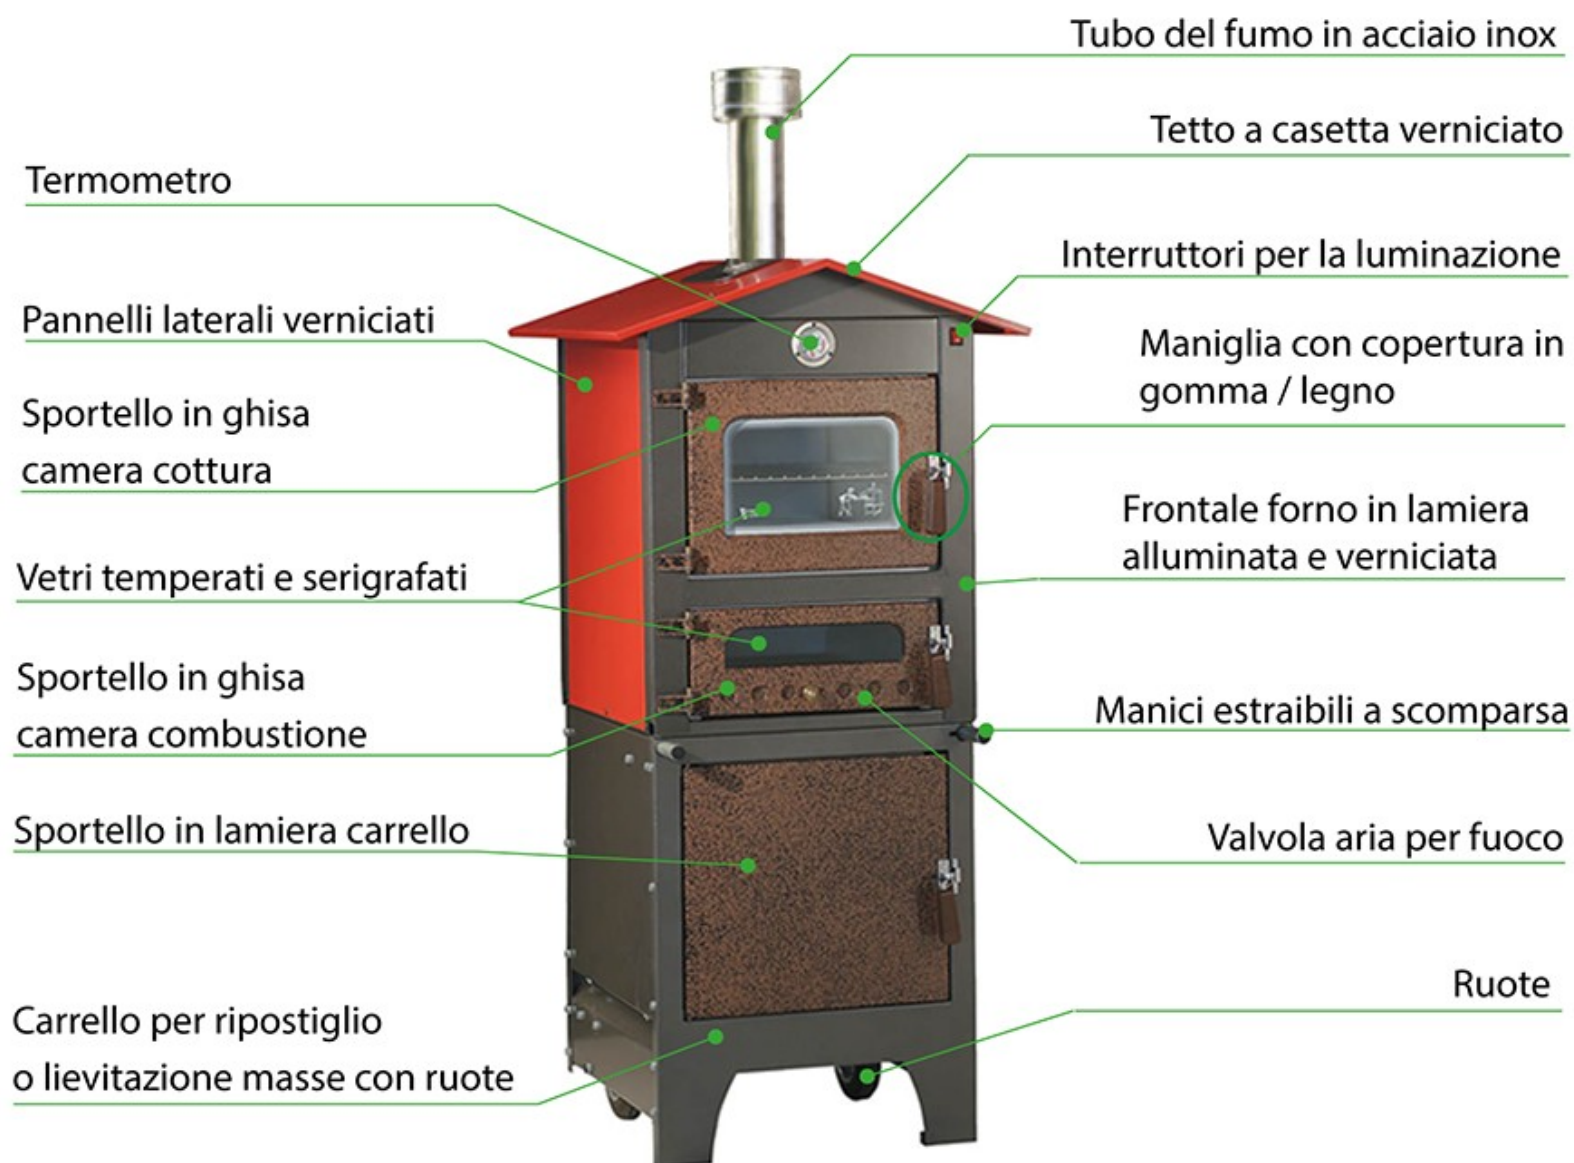 Tubo del fumo in acciaio inox
Tetto a casetta verniciato
Termometro
Interruttori per la luminazione
Pannelli laterali verniciati
Maniglia con copertura in
gomma / legno
Sportello in ghisa
camera cottura
Frontale forno in lamiera
alluminata e verniciata
Vetri temperati e serigrafati
Sportello in ghisa
camera combustione
Manici estraibili a scomparsa
Sportello in lamiera carrello
Valvola aria per fuoco
Ruote
Carrello per ripostiglio
o lievitazione masse con ruote